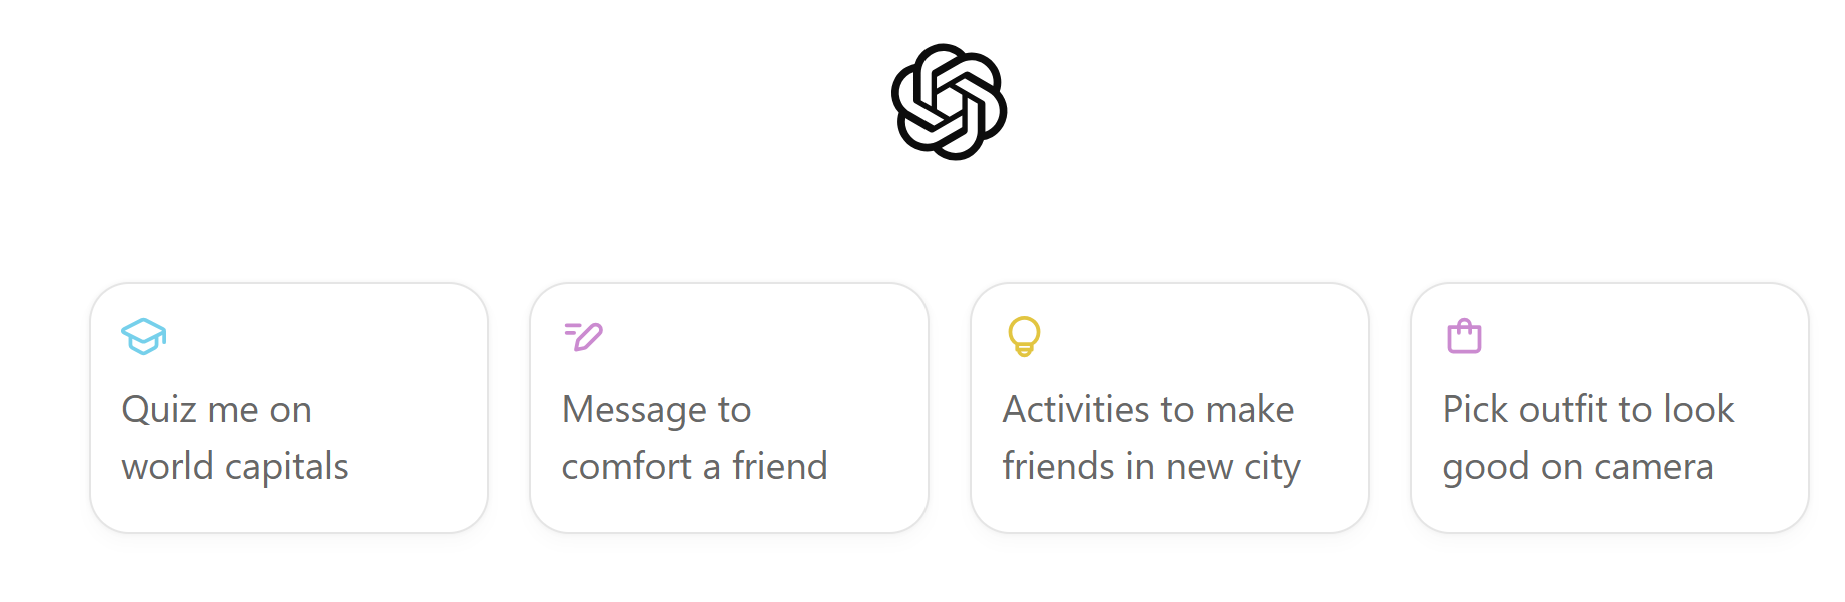 Quiz me on
world capitals
Message to
comfort a friend
Activities to make
friends in new city
Pick outfit to look
good on camera